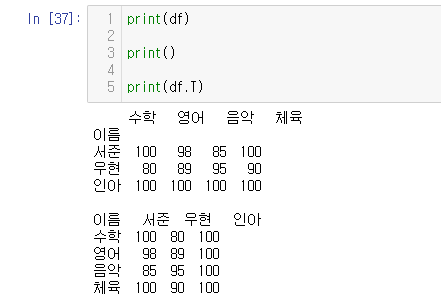 In [37]:
1 print(df)
2
3 print()
4
5 print(df.T)
수학 영어 음악 체육
이름
서준 100 98 85 100
우현 80 89 95 90
인아 100 100 100 100
이름 서준 우현 인아
수학 100 80 100
영어 98 89 100
음악 85 95 100
체육 100 90 100